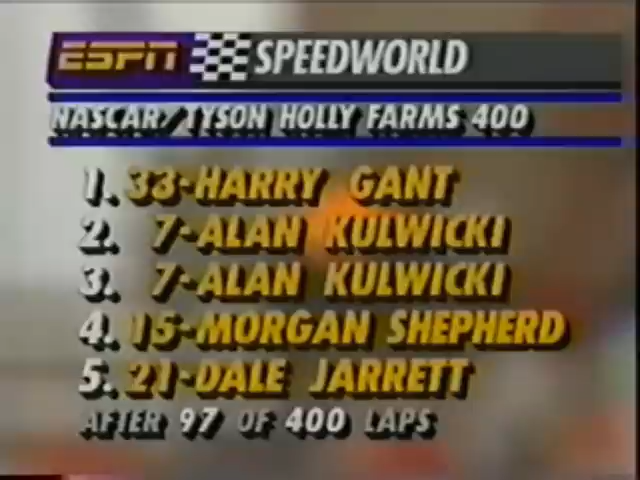 ESPN SPEEDWORLD
NASCAR/TYSON HOLLY FARMS 400
1. 33-HARRY GANT
2. 7-ALAN KULWICKI
3. 7-ALAN KULWICKI
4. 15-MORGAN SHEPHERD
5. 21-DALE JARRETT
AFTER 97 OF 400 LAPS